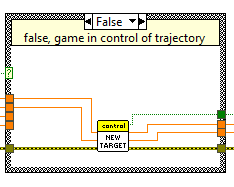 False
false, game in control of trajectory
?
control
NEW
TARGET